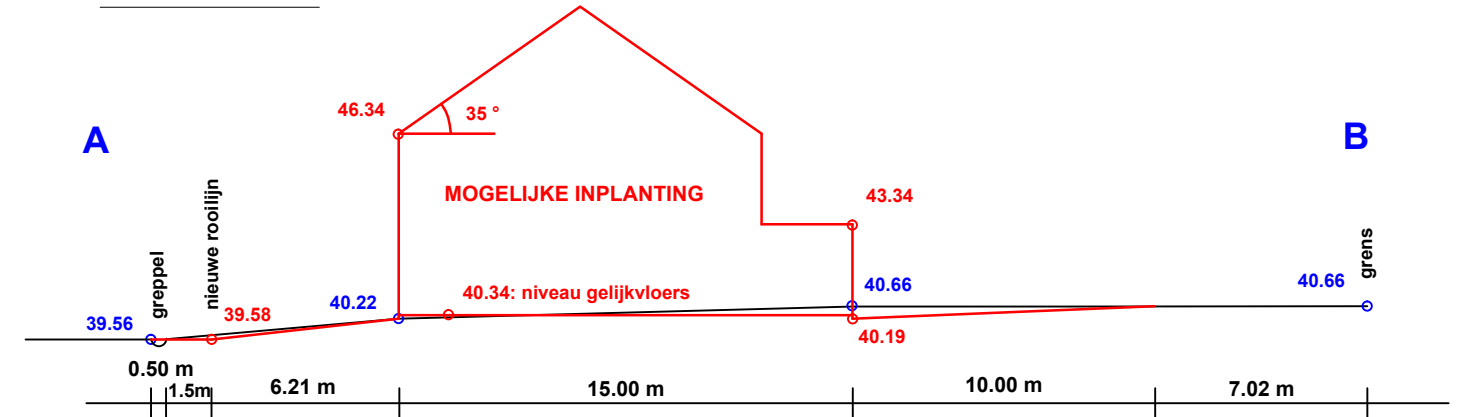 46.34
35 °
A
B
MOGELIJKE INPLANTING
43.34
greppel
nieuwe rooilijn
grens
40.66
40.66
40.34: niveau gelijkvloers
40.22
39.58
39.56
40.19
0.50 m
1.5m
6.21 m
15.00 m
10.00 m
7.02 m